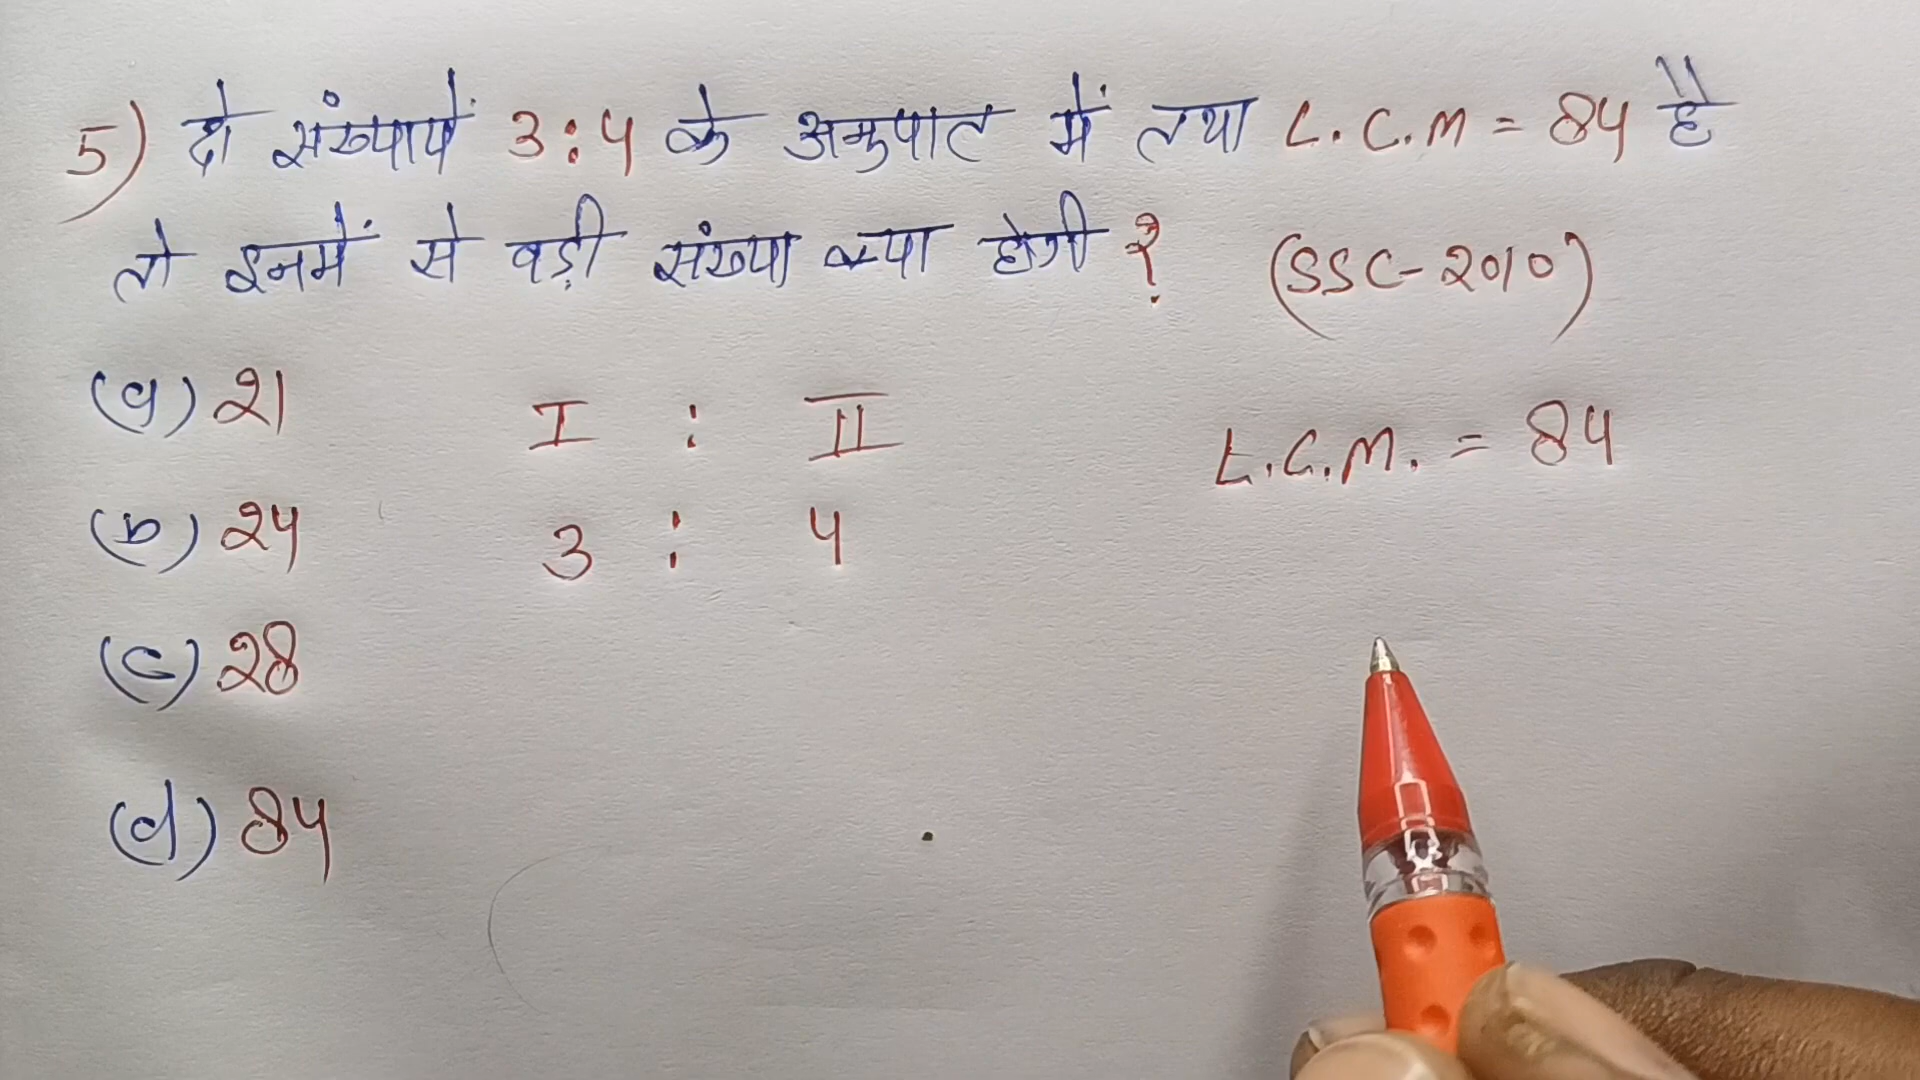 5) दो संख्यायें 3:4 के अनुपात में तथा L.C.M = 84 है
तो इनमें से बड़ी संख्या क्या होगी ? (SSC-2010)
(a) 21
I : II
L.C.M. = 84
(b) 24
3 : 4
(c) 28
(d) 84